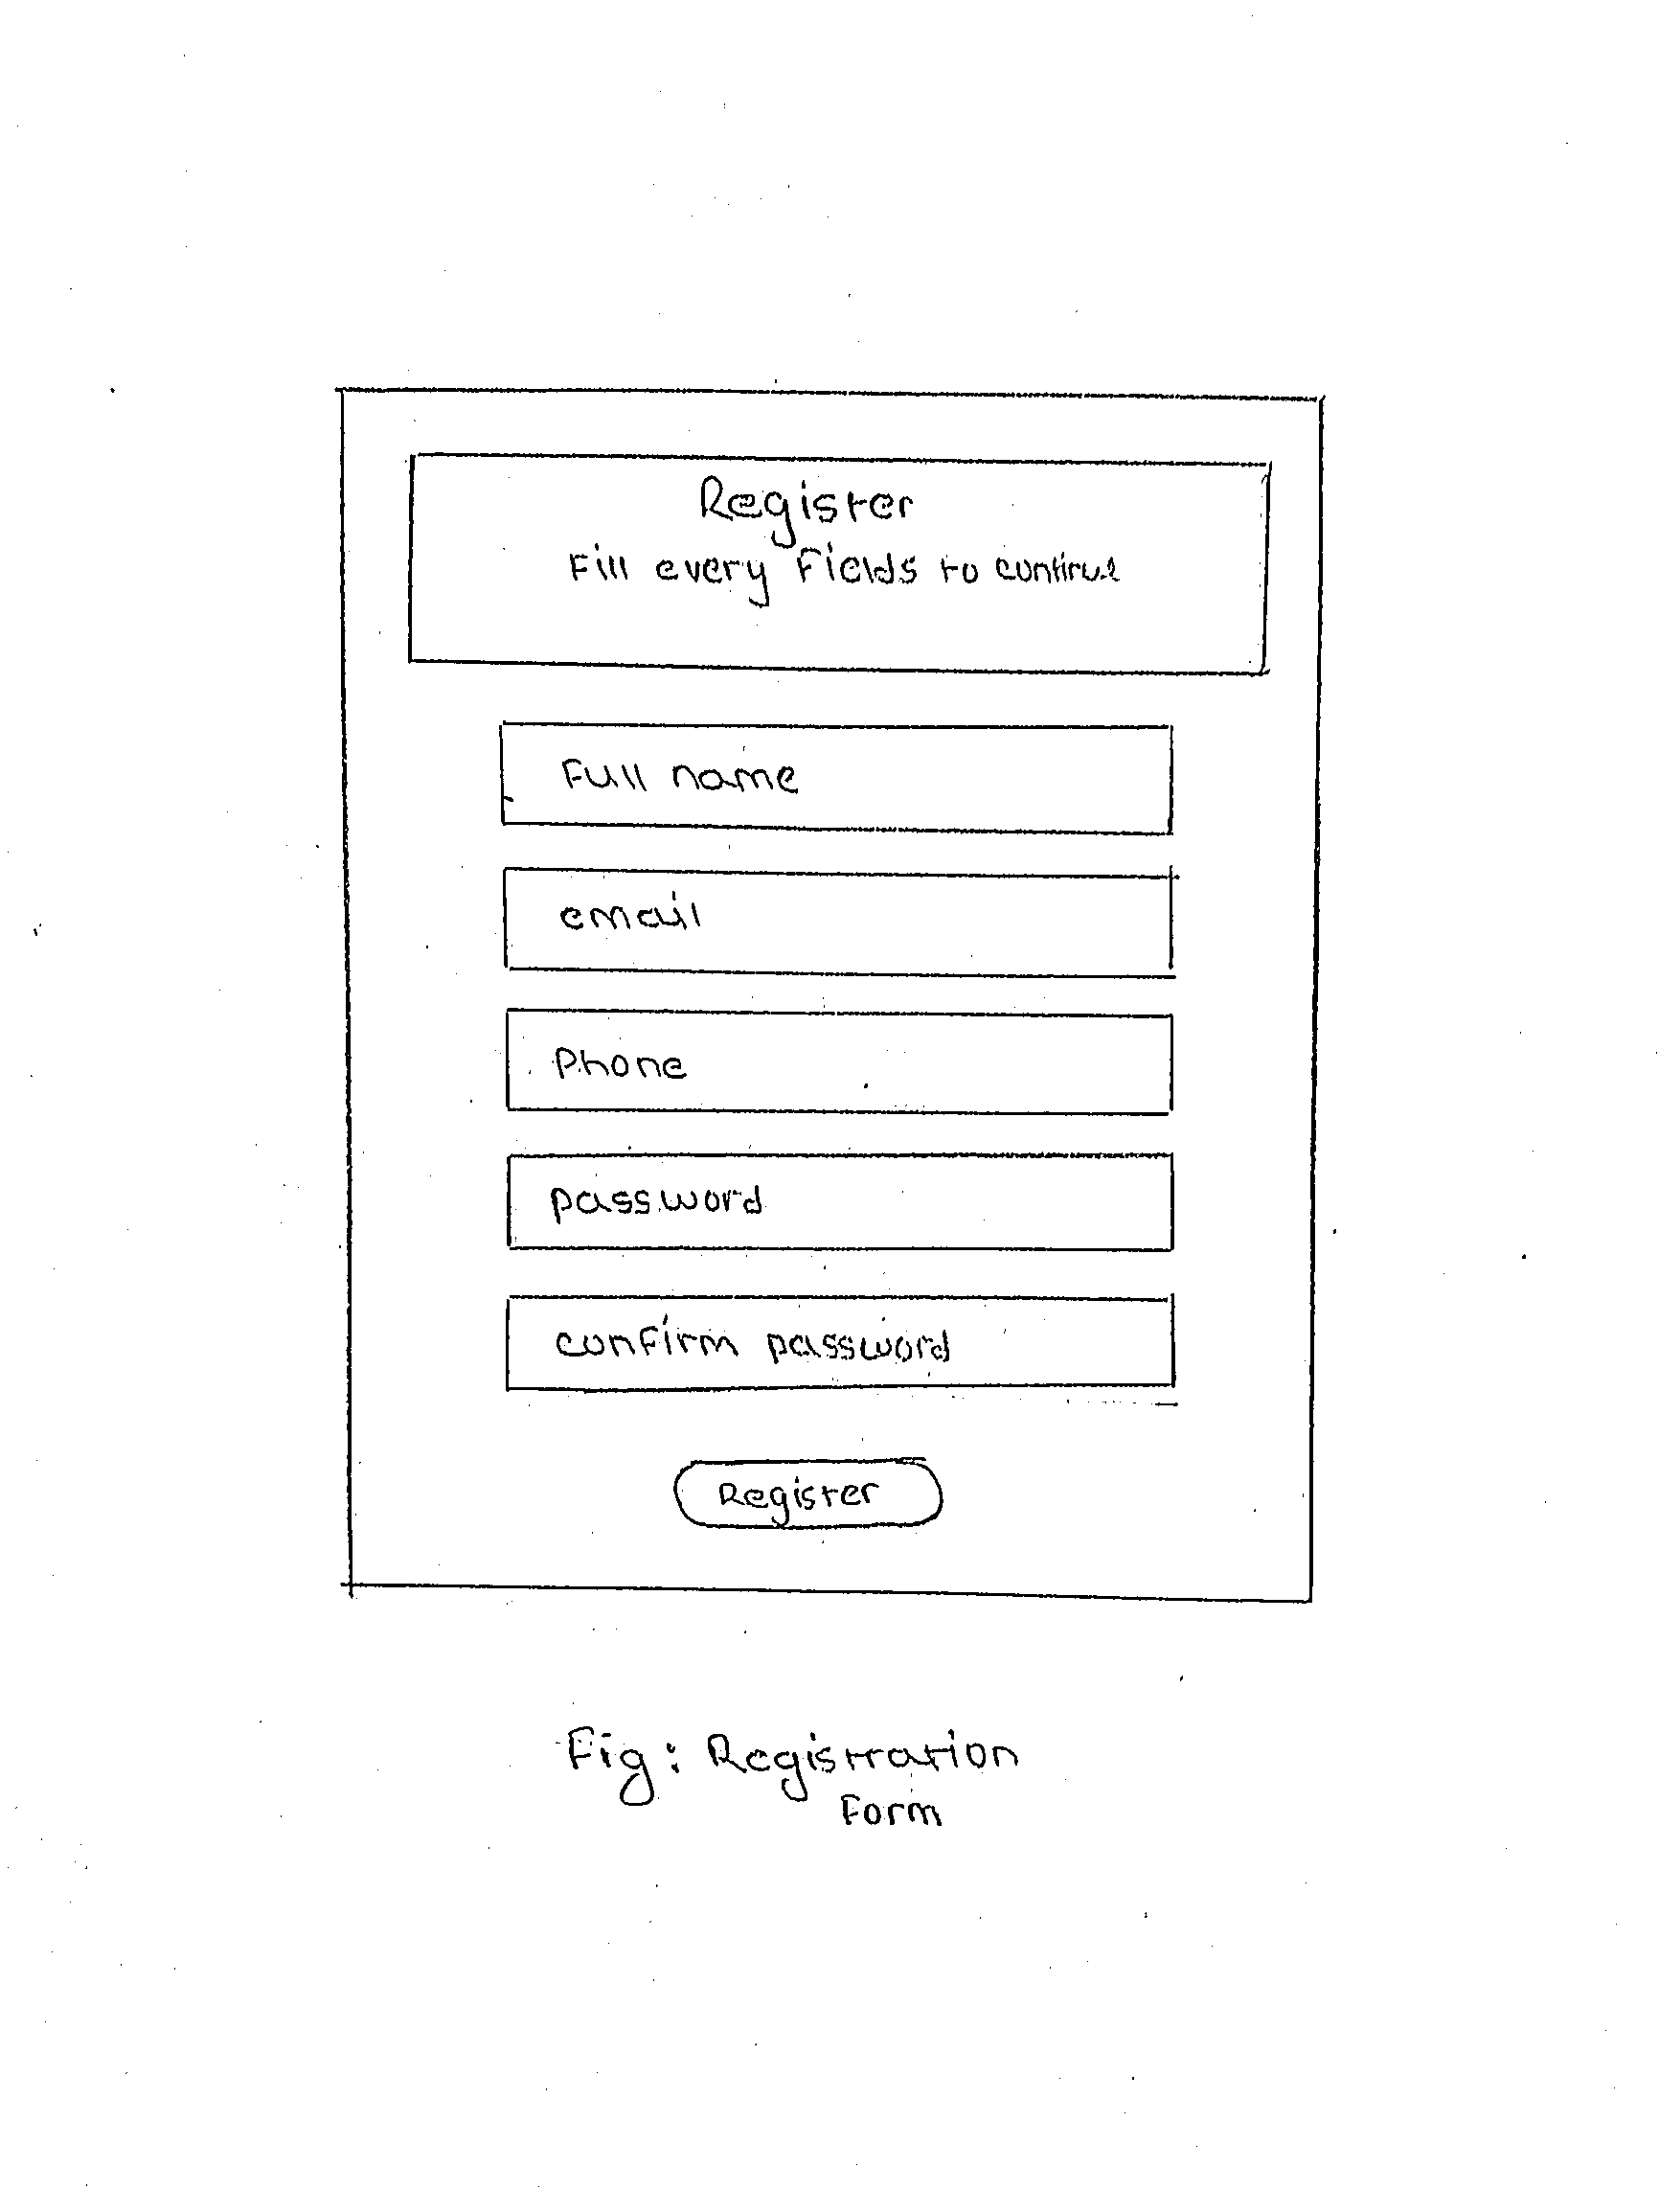 Register
Fill every Fields to continue
Full name
email
Phone
password
confirm password
Register
Fig: Registration
Form